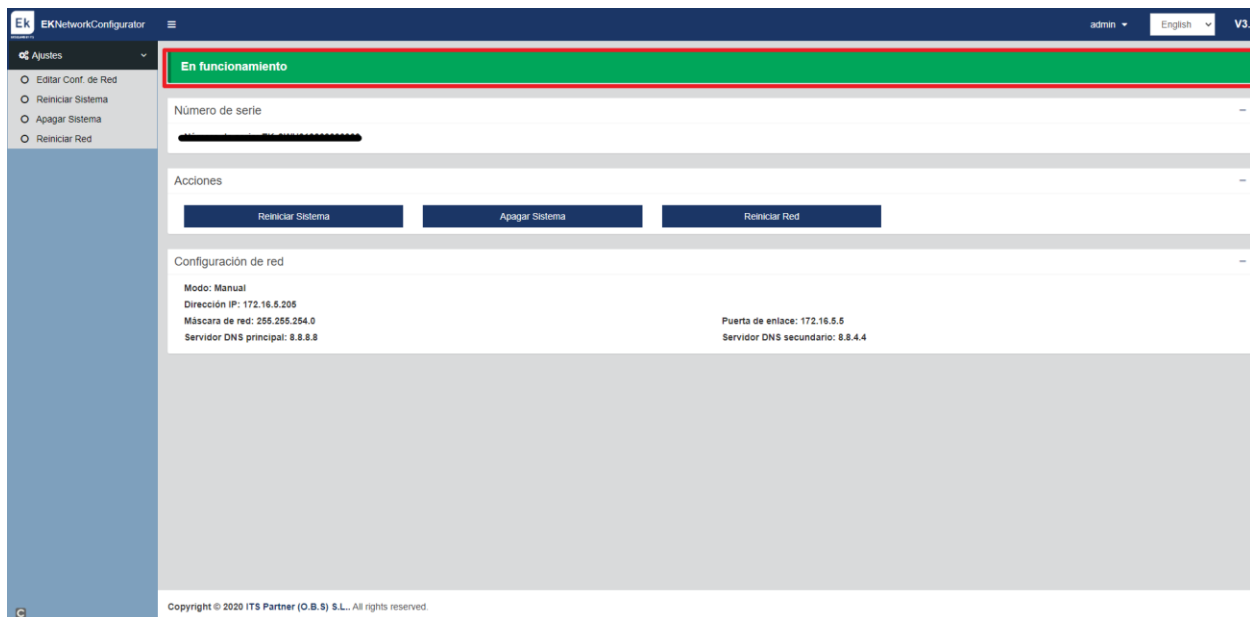 Ek EKNetworkConfigurator admin English V3.
Ajustes
Editar Conf. de Red
Reiniciar Sistema
Apagar Sistema
Reiniciar Red
En funcionamiento
Número de serie
Acciones
Reiniciar Sistema Apagar Sistema Reiniciar Red
Configuración de red
Modo: Manual
Dirección IP: 172.16.5.205
Máscara de red: 255.255.254.0 Puerta de enlace: 172.16.5.5
Servidor DNS principal: 8.8.8.8 Servidor DNS secundario: 8.8.4.4
Copyright © 2020 ITS Partner (O.B.S) S.L.. All rights reserved.